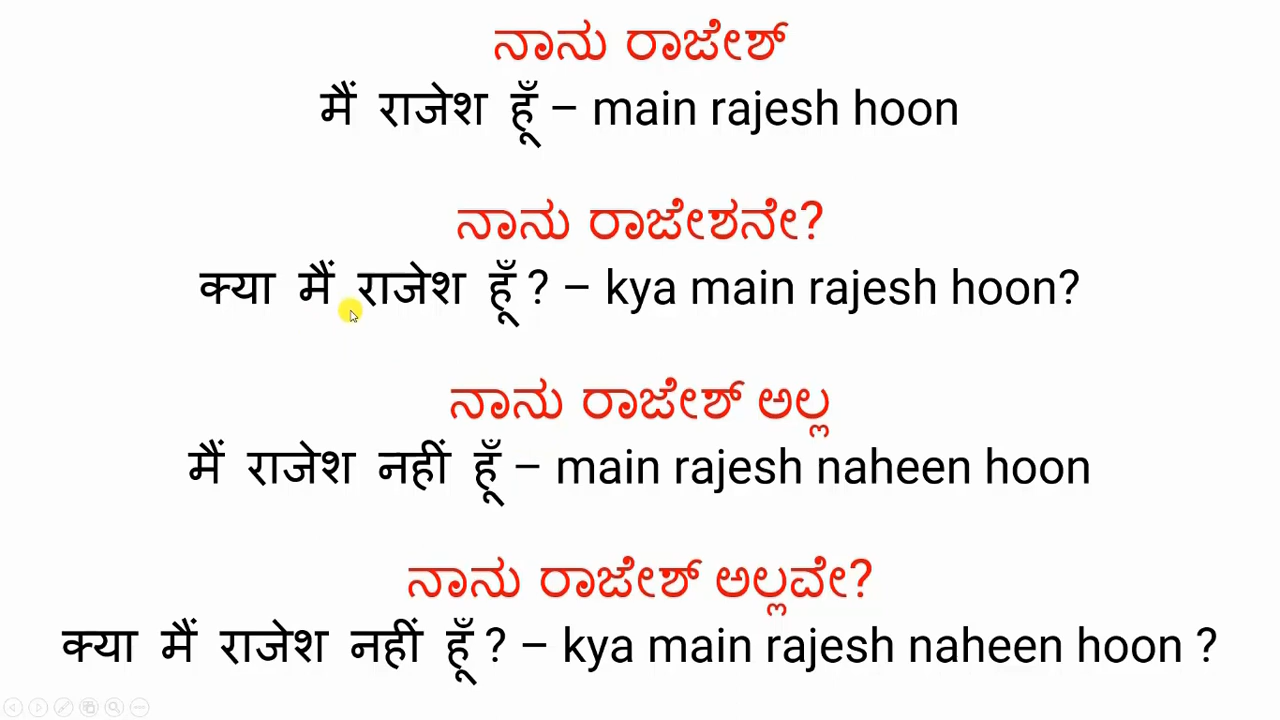 ನಾನು ರಾಜೇಶ್
मैं राजेश हूँ – main rajesh hoon
ನಾನು ರಾಜೇಶನೇ?
क्या मैं राजेश हूँ ? – kya main rajesh hoon?
ನಾನು ರಾಜೇಶ್ ಅಲ್ಲ
मैं राजेश नहीं हूँ – main rajesh naheen hoon
ನಾನು ರಾಜೇಶ್ ಅಲ್ಲವೇ?
क्या मैं राजेश नहीं हूँ ? – kya main rajesh naheen hoon ?